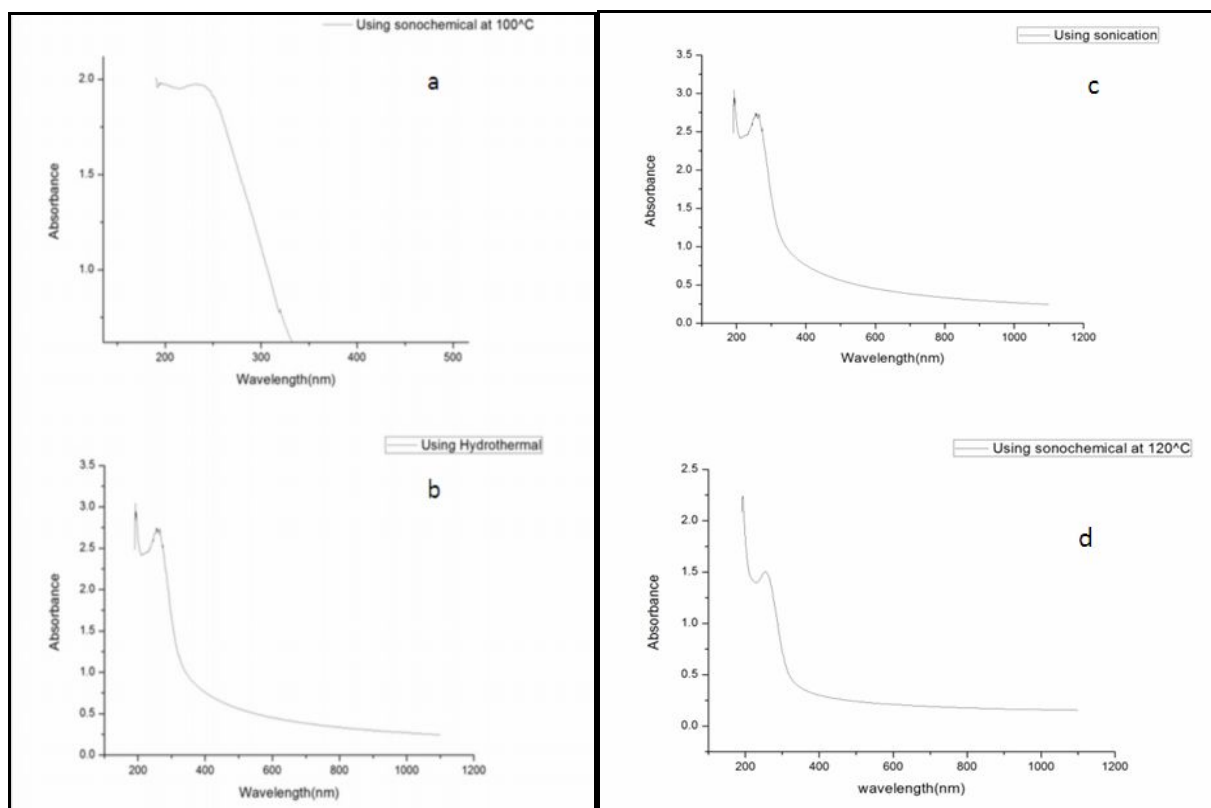 Using sonochemical at 100^C
a
2.0
1.5
1.0
Absorbance
200 300 400 500
Wavelength(nm)
Using Hydrothermal
b
3.5
3.0
2.5
2.0
1.5
1.0
0.5
0.0
Absorbance
200 400 600 800 1000 1200
Wavelength(nm)
Using sonication
c
3.5
3.0
2.5
2.0
1.5
1.0
0.5
0.0
Absorbance
200 400 600 800 1000 1200
Wavelength(nm)
Using sonochemical at 120^C
d
2.5
2.0
1.5
1.0
0.5
0.0
Absorbance
200 400 600 800 1000 1200
wavelength(nm)